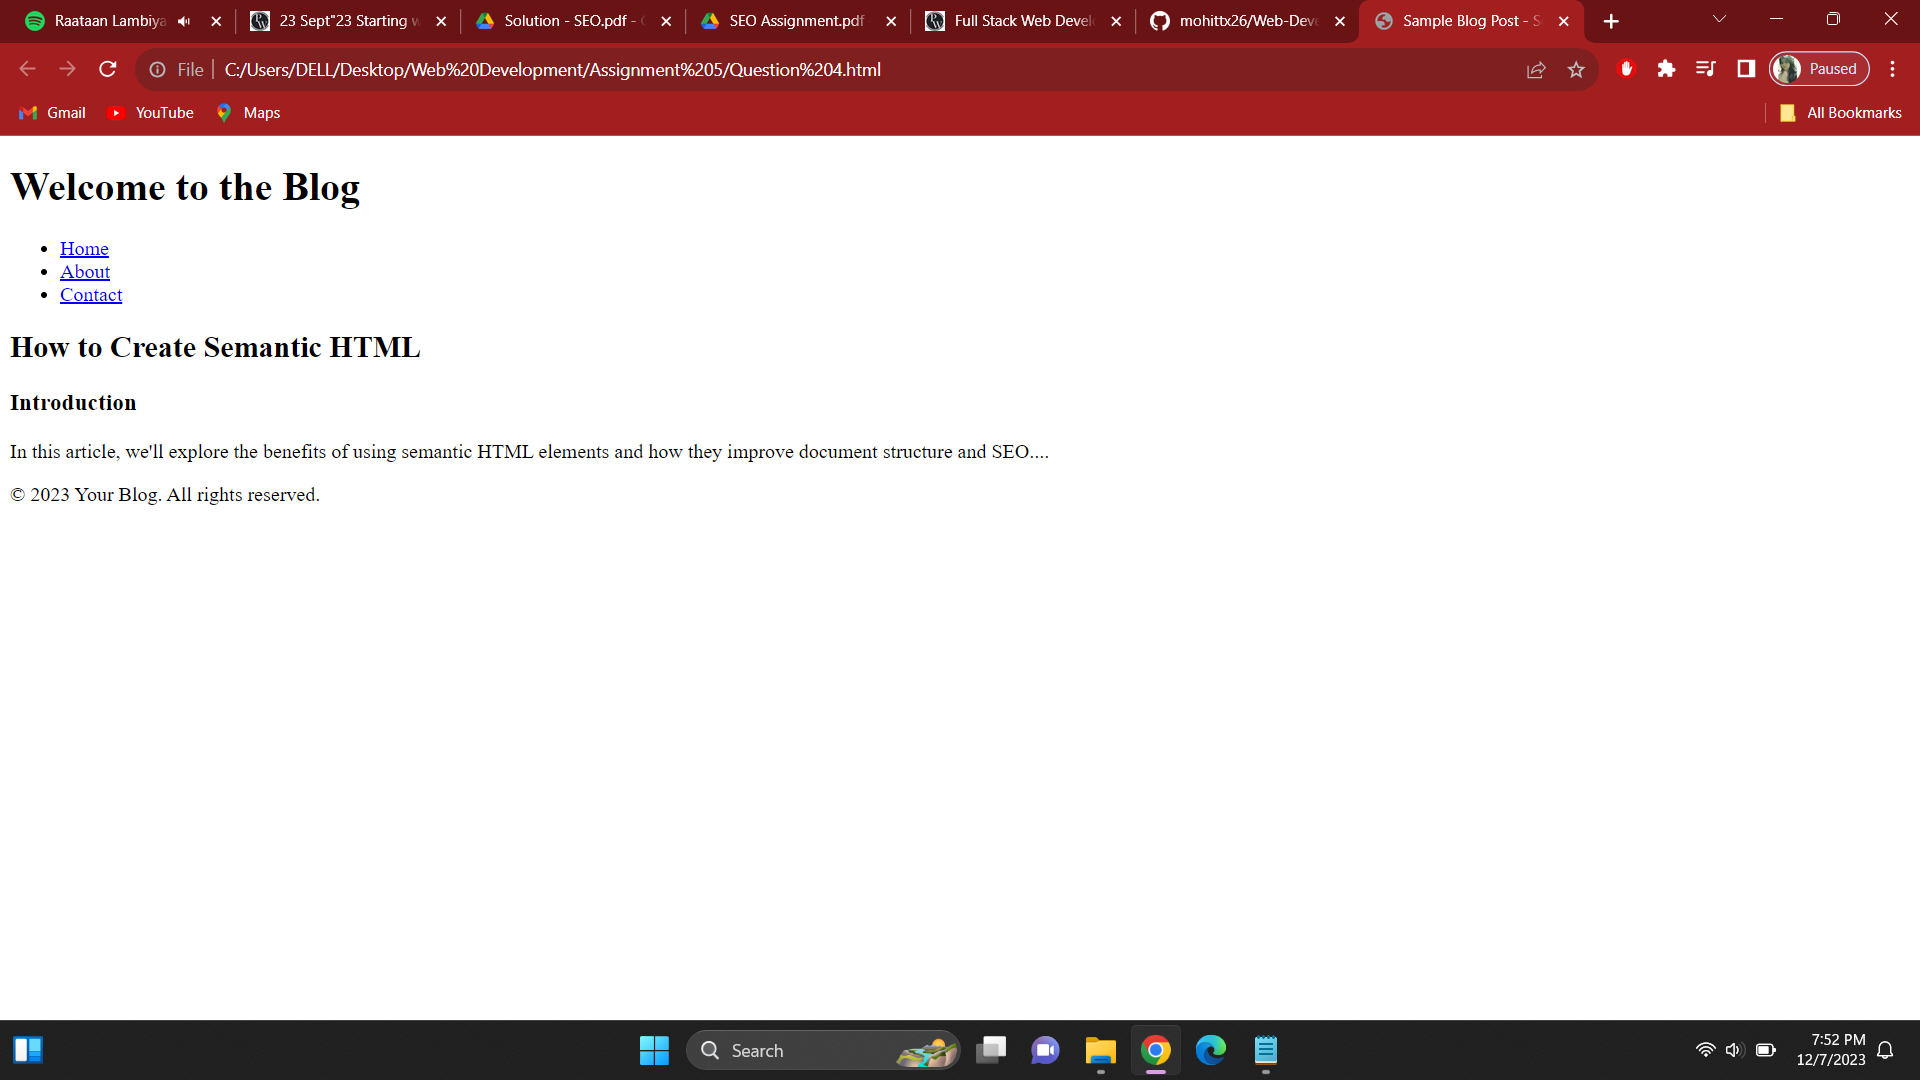 Raataan Lambiya
23 Sept"23 Starting w
Solution - SEO.pdf - G
SEO Assignment.pdf
Full Stack Web Devel
mohittx26/Web-Deve
Sample Blog Post - S
File
C:/Users/DELL/Desktop/Web%20Development/Assignment%205/Question%204.html
Paused
Gmail
YouTube
Maps
All Bookmarks
Welcome to the Blog
• Home
• About
• Contact
How to Create Semantic HTML
Introduction
In this article, we'll explore the benefits of using semantic HTML elements and how they improve document structure and SEO....
© 2023 Your Blog. All rights reserved.
Search
7:52 PM
12/7/2023